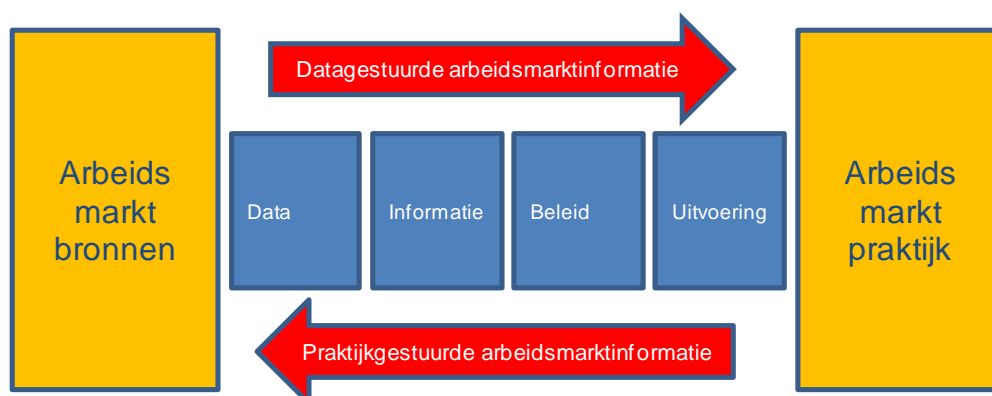 Datagestuurde arbeidsmarktinformatie
Arbeids
markt
bronnen
Data
Informatie
Beleid
Uitvoering
Arbeids
markt
praktijk
Praktijkgestuurde arbeidsmarktinformatie